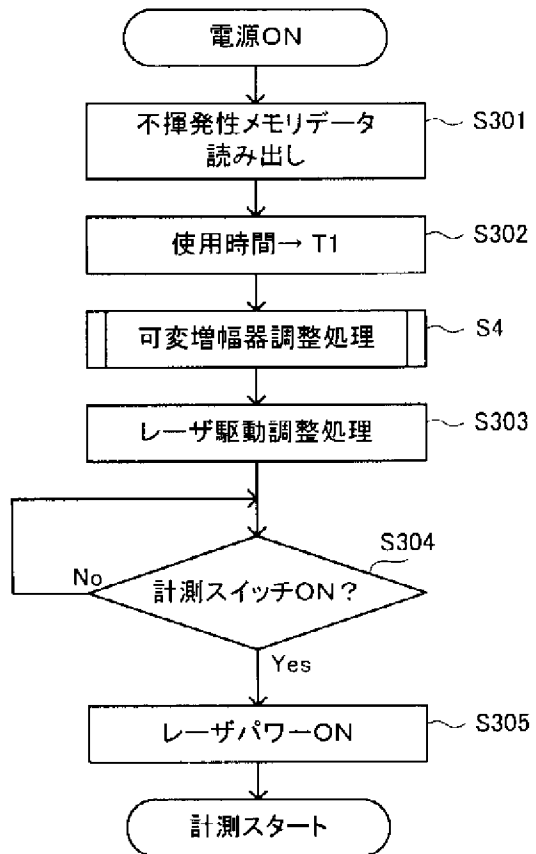 電源ON
不揮発性メモリデータ
読み出し
S301
使用時間→ T1
S302
可変増幅器調整処理
S4
レーザ駆動調整処理
S303
S304
No
計測スイッチON？
Yes
レーザパワーON
S305
計測スタート